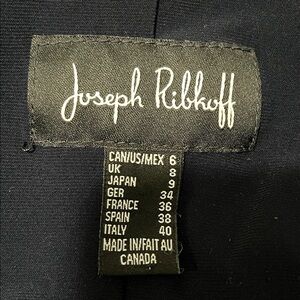 Joseph Ribkoff
CAN/US/MEX 6
UK 8
JAPAN 9
GER 34
FRANCE 36
SPAIN 38
ITALY 40
MADE IN/FAIT AU
CANADA